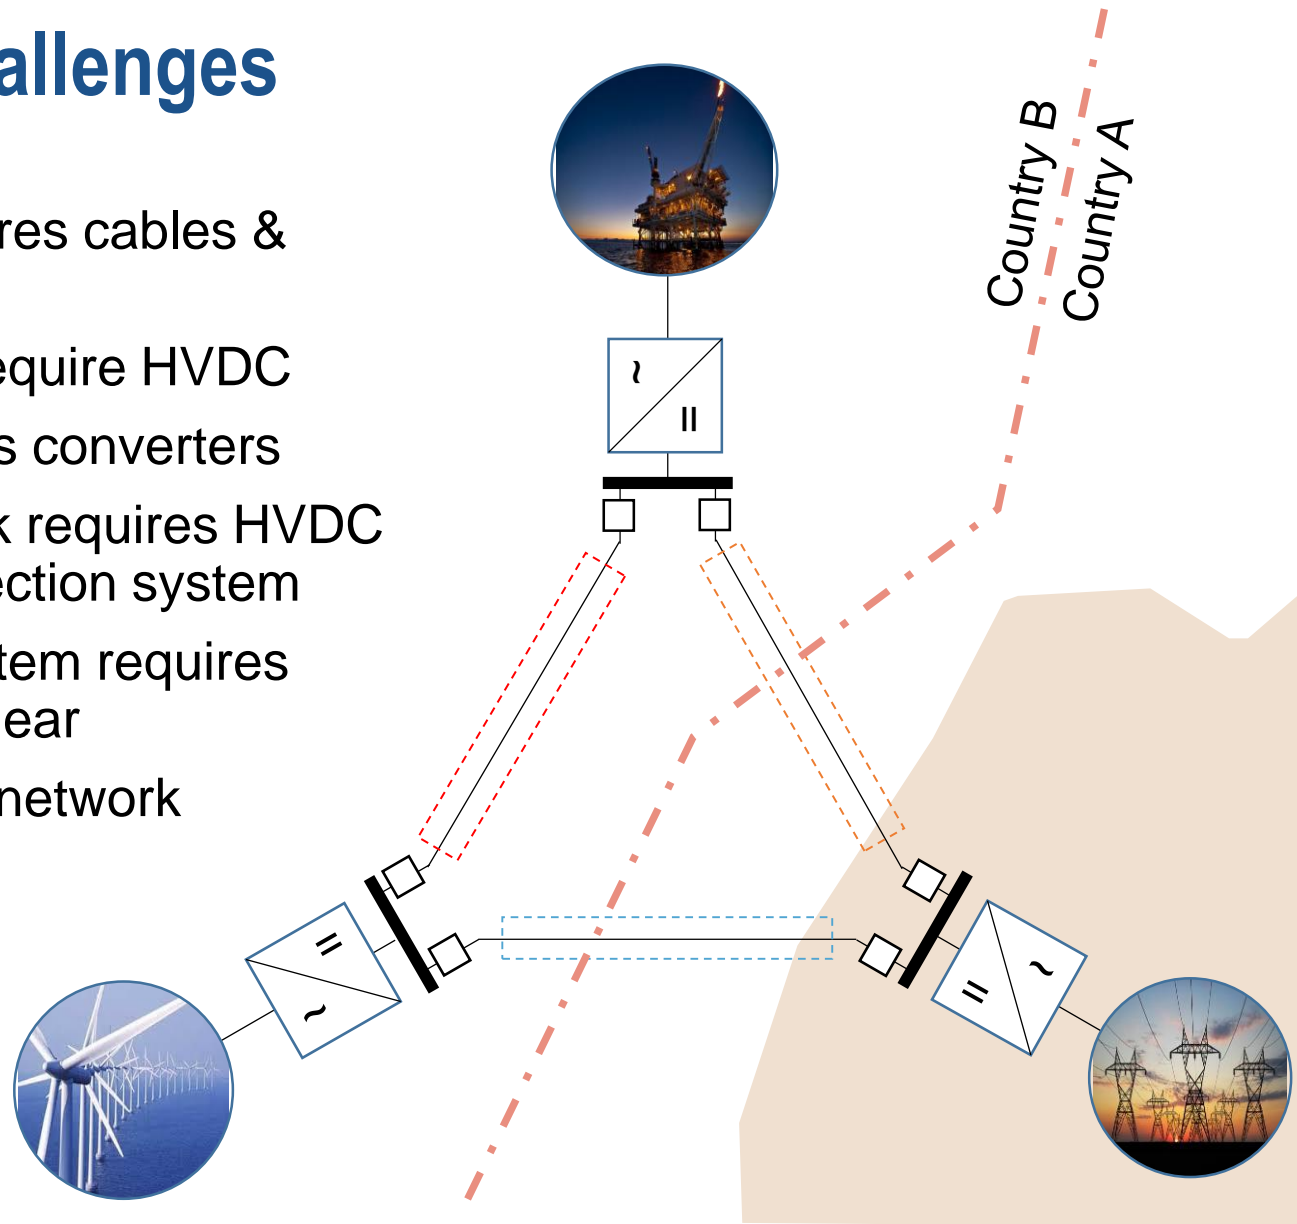 allenges
res cables &
equire HVDC
s converters
k requires HVDC
ection system
tem requires
ear
network
Country B
Country A
~
=
=
~
=
~